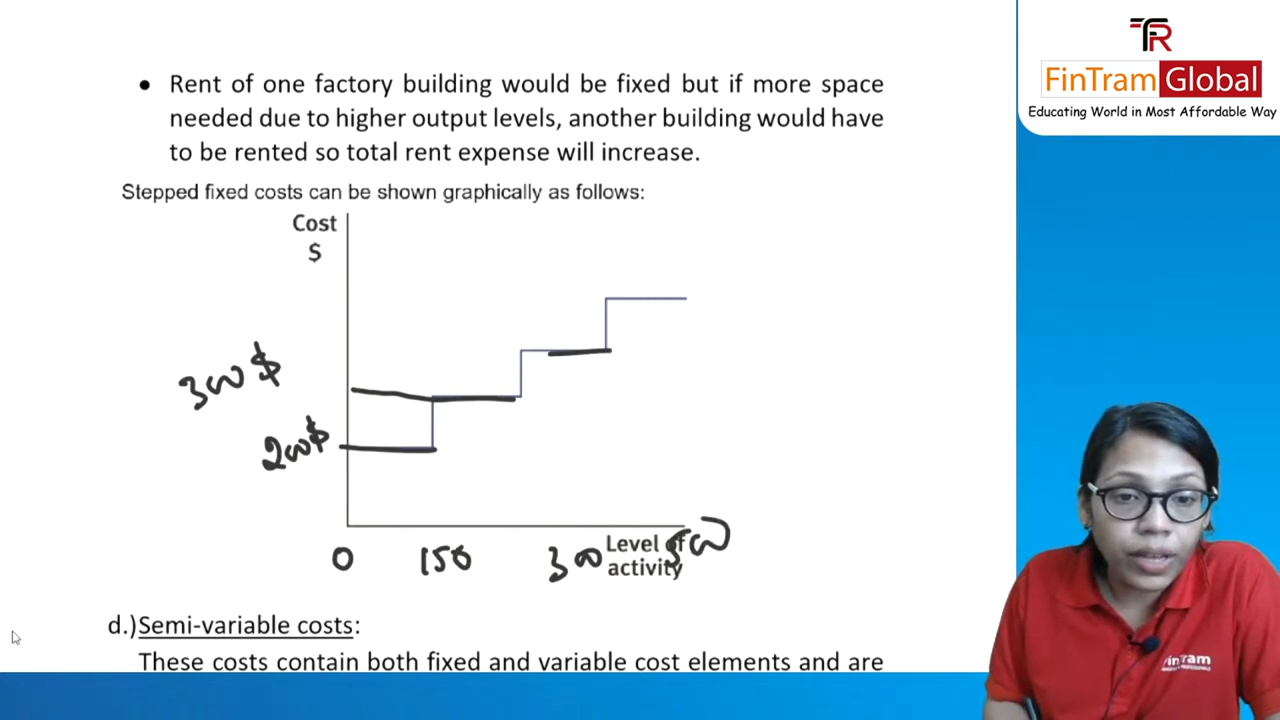 TR
FinTram Global
Educating World in Most Affordable Way
• Rent of one factory building would be fixed but if more space
needed due to higher output levels, another building would have
to be rented so total rent expense will increase.
Stepped fixed costs can be shown graphically as follows:
Cost
$
300 $
200 $
Level of
activity
0
150
300
500
d.) Semi-variable costs:
These costs contain both fixed and variable cost elements and are
FinTram